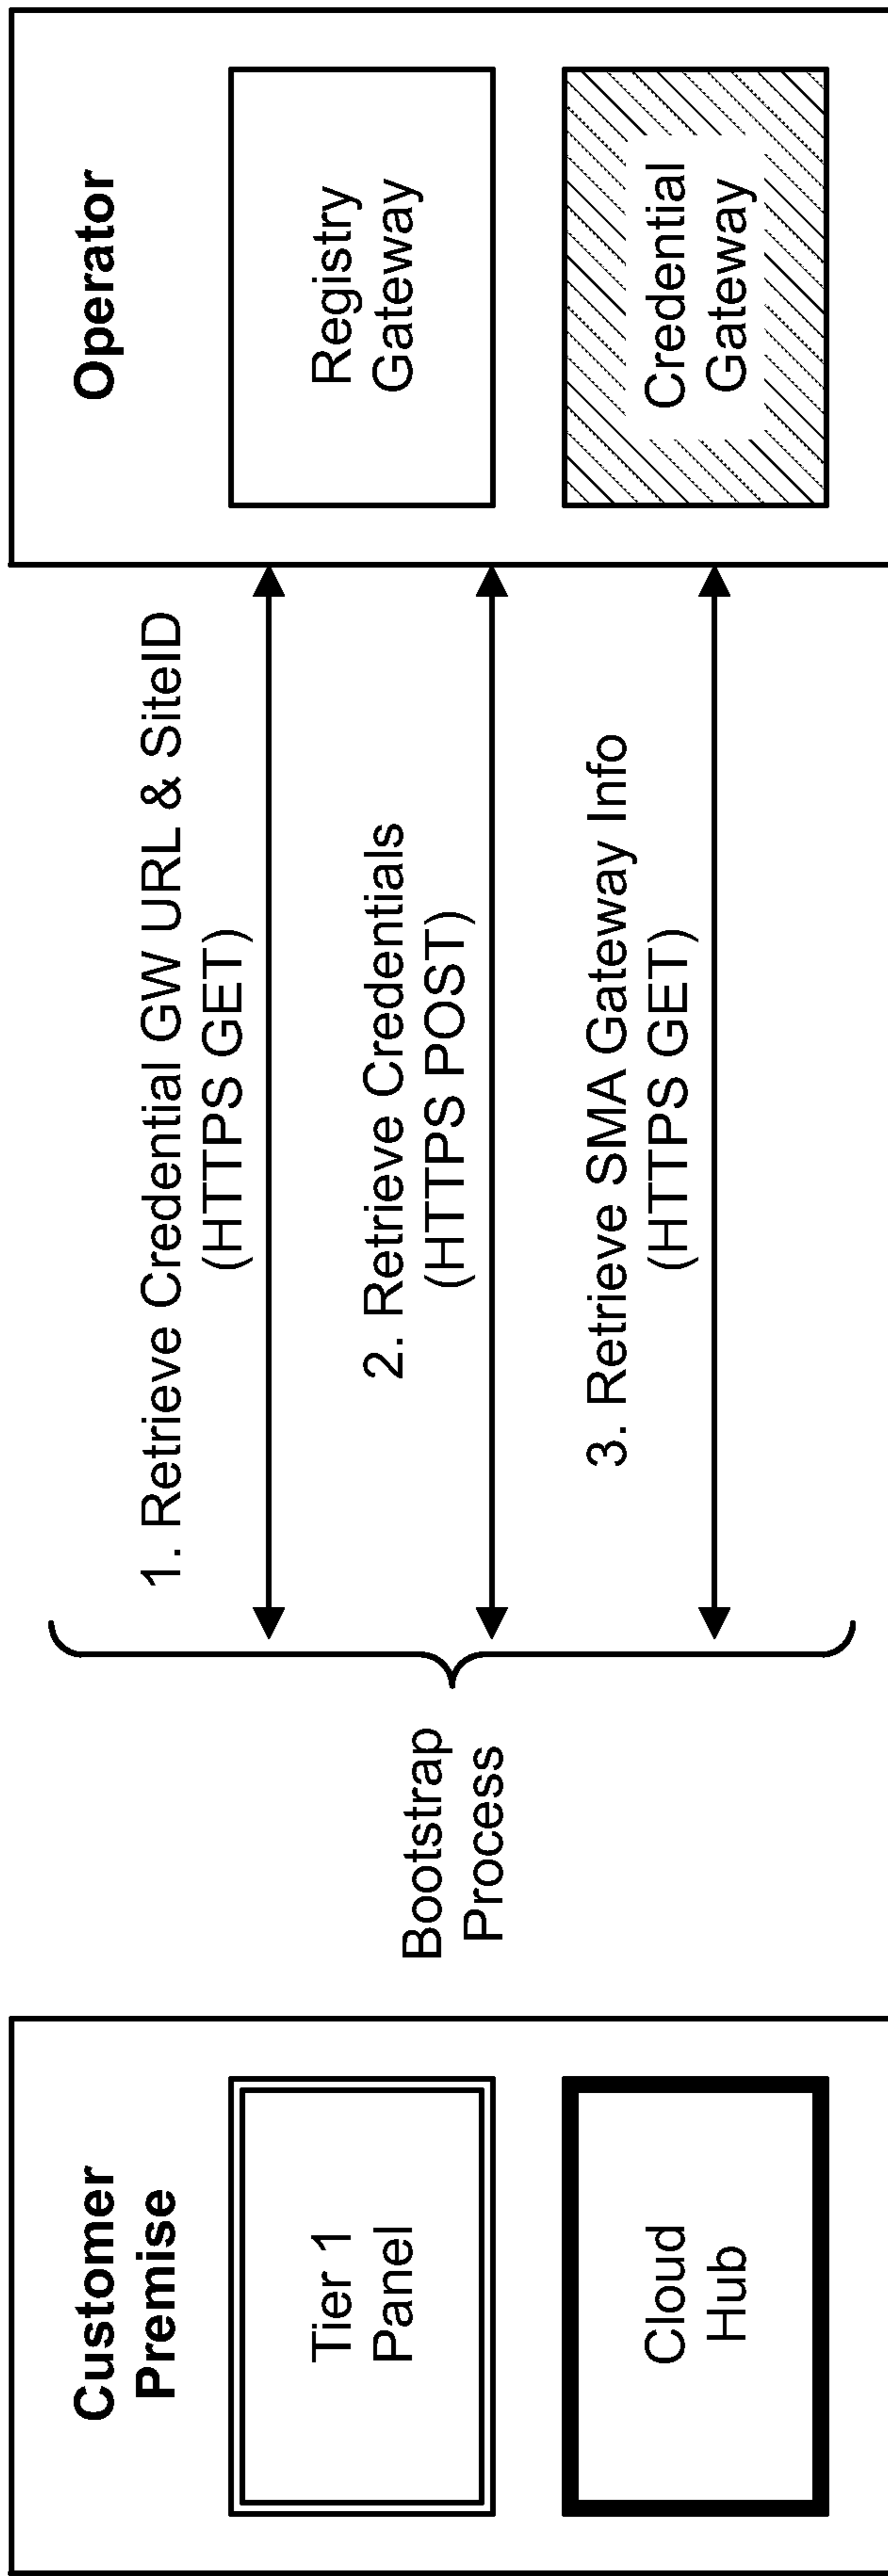 Customer
Premise
Tier 1
Panel
Cloud
Hub
Bootstrap
Process
1. Retrieve Credential GW URL & SiteID
(HTTPS GET)
2. Retrieve Credentials
(HTTPS POST)
3. Retrieve SMA Gateway Info
(HTTPS GET)
Operator
Registry
Gateway
Credential
Gateway